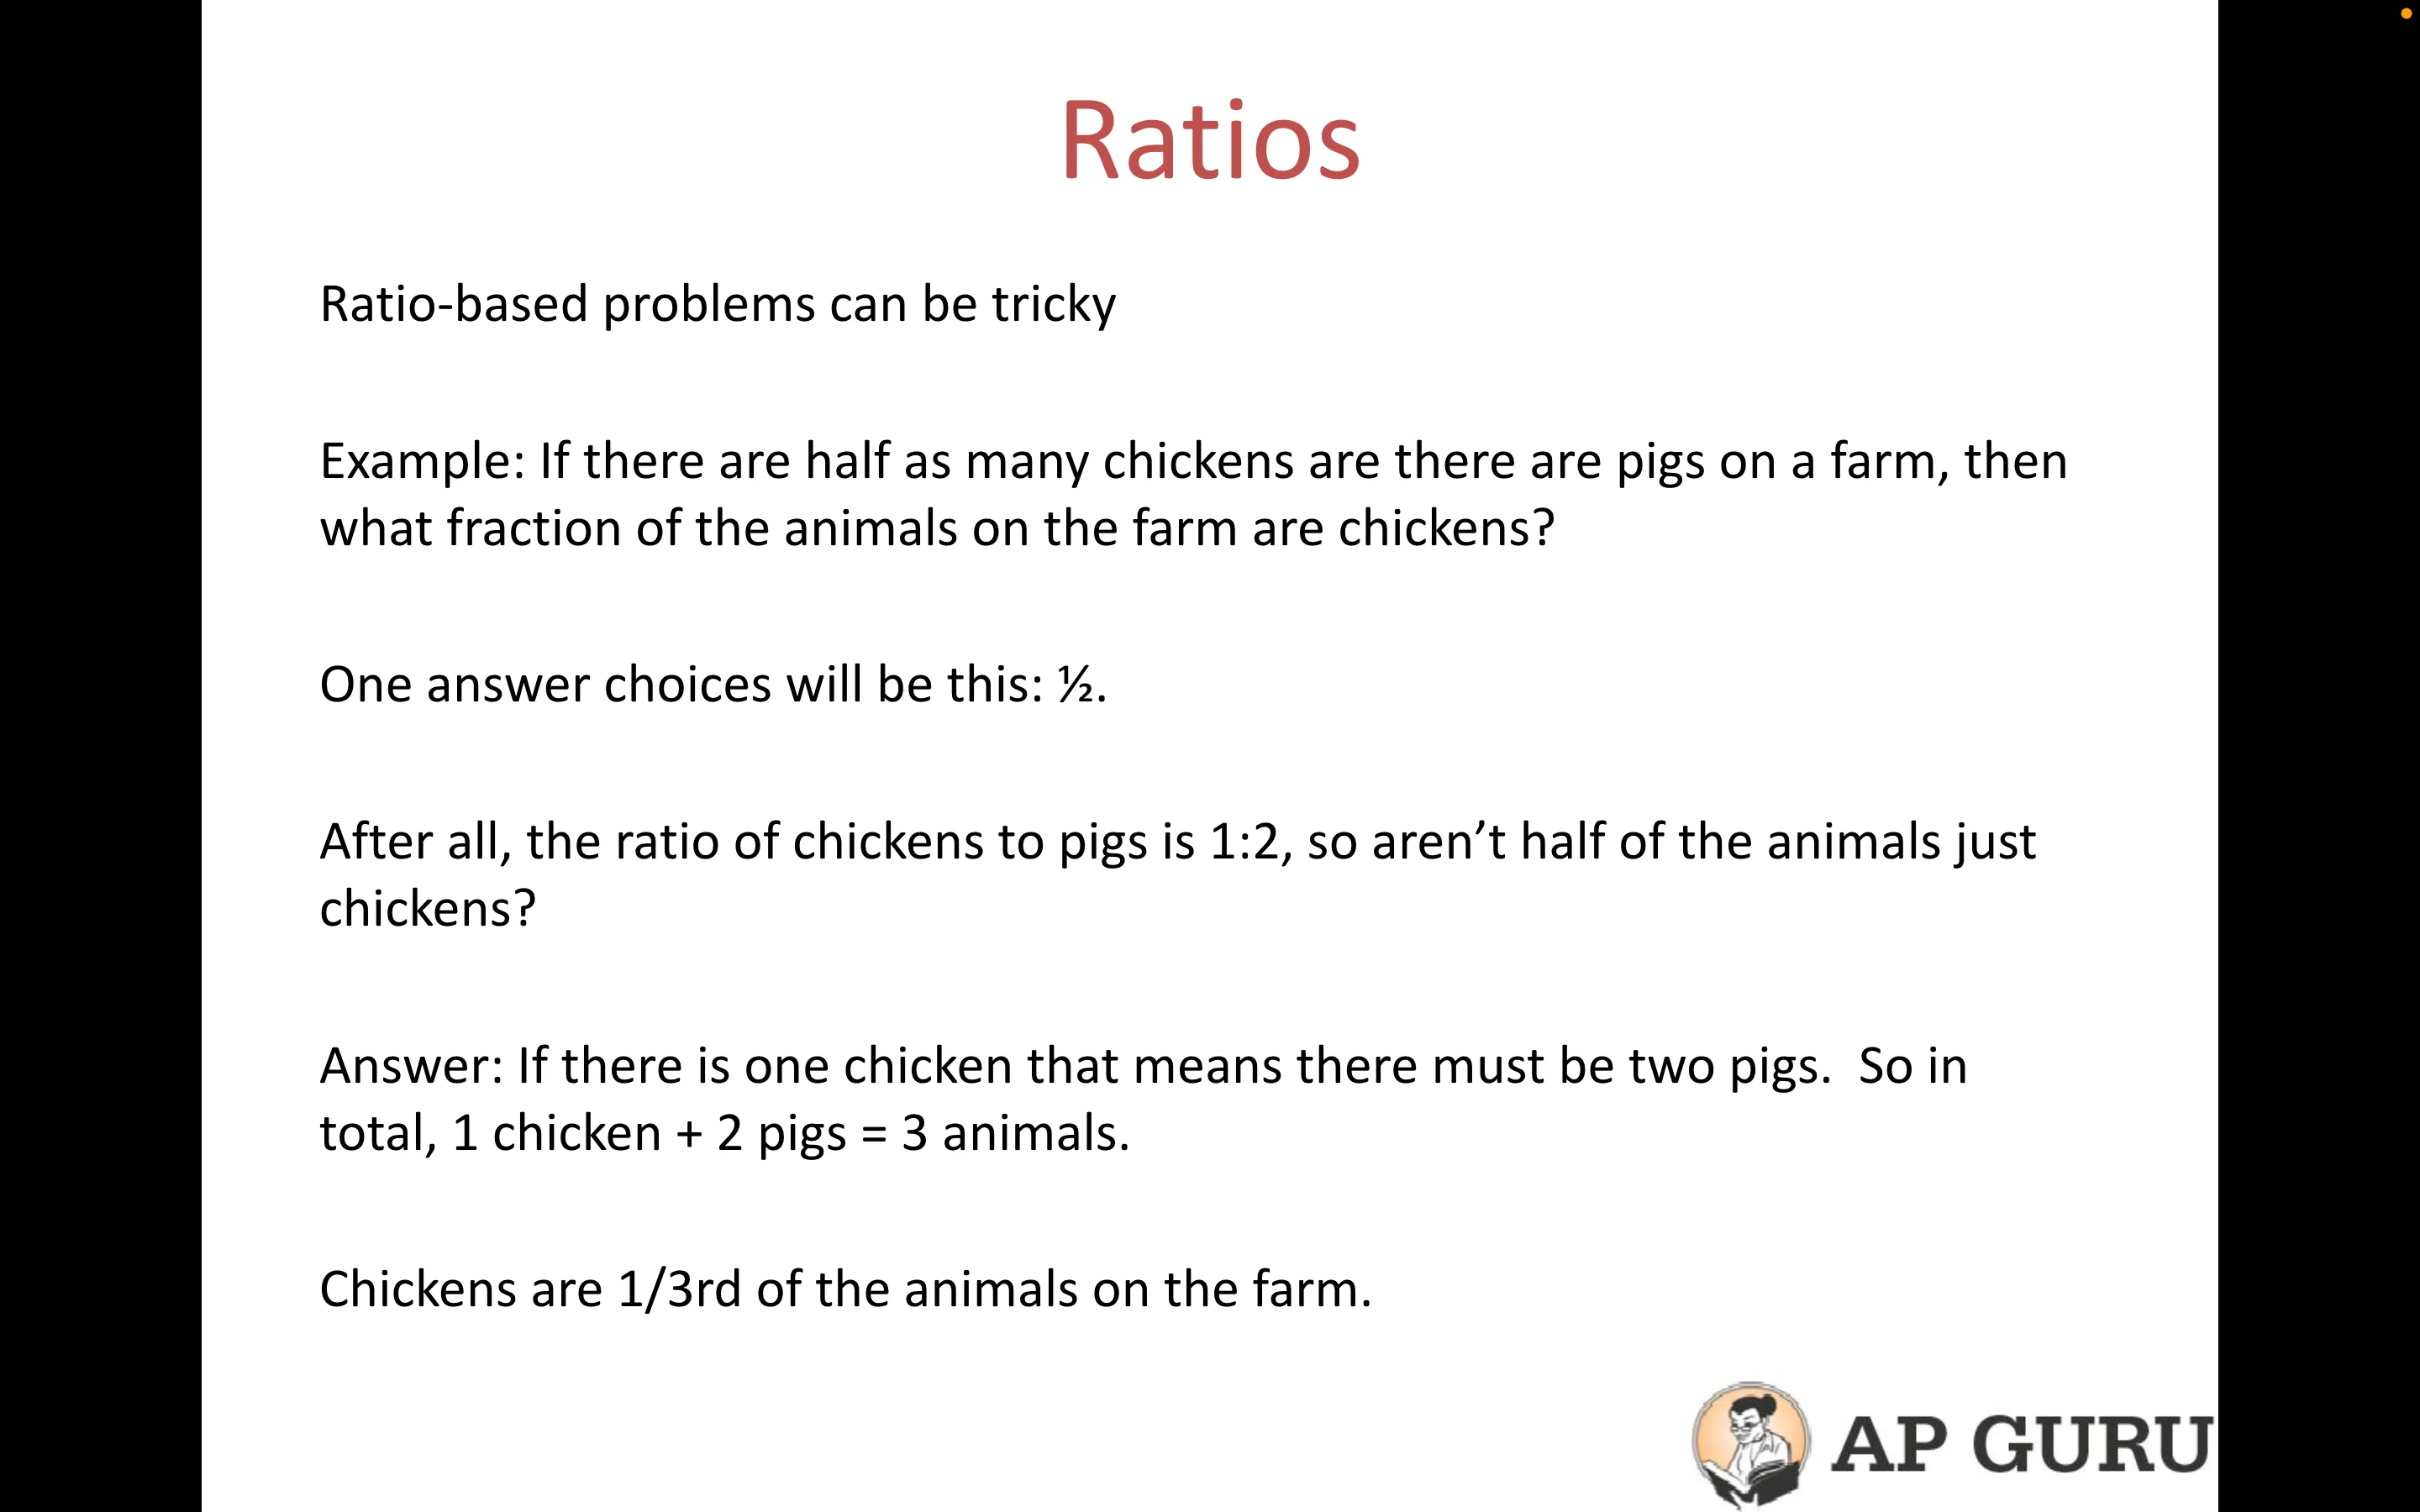 Ratios
Ratio-based problems can be tricky
Example: If there are half as many chickens are there are pigs on a farm, then
what fraction of the animals on the farm are chickens?
One answer choices will be this: ½.
After all, the ratio of chickens to pigs is 1:2, so aren’t half of the animals just
chickens?
Answer: If there is one chicken that means there must be two pigs.  So in
total, 1 chicken + 2 pigs = 3 animals.
Chickens are 1/3rd of the animals on the farm.
AP GURU